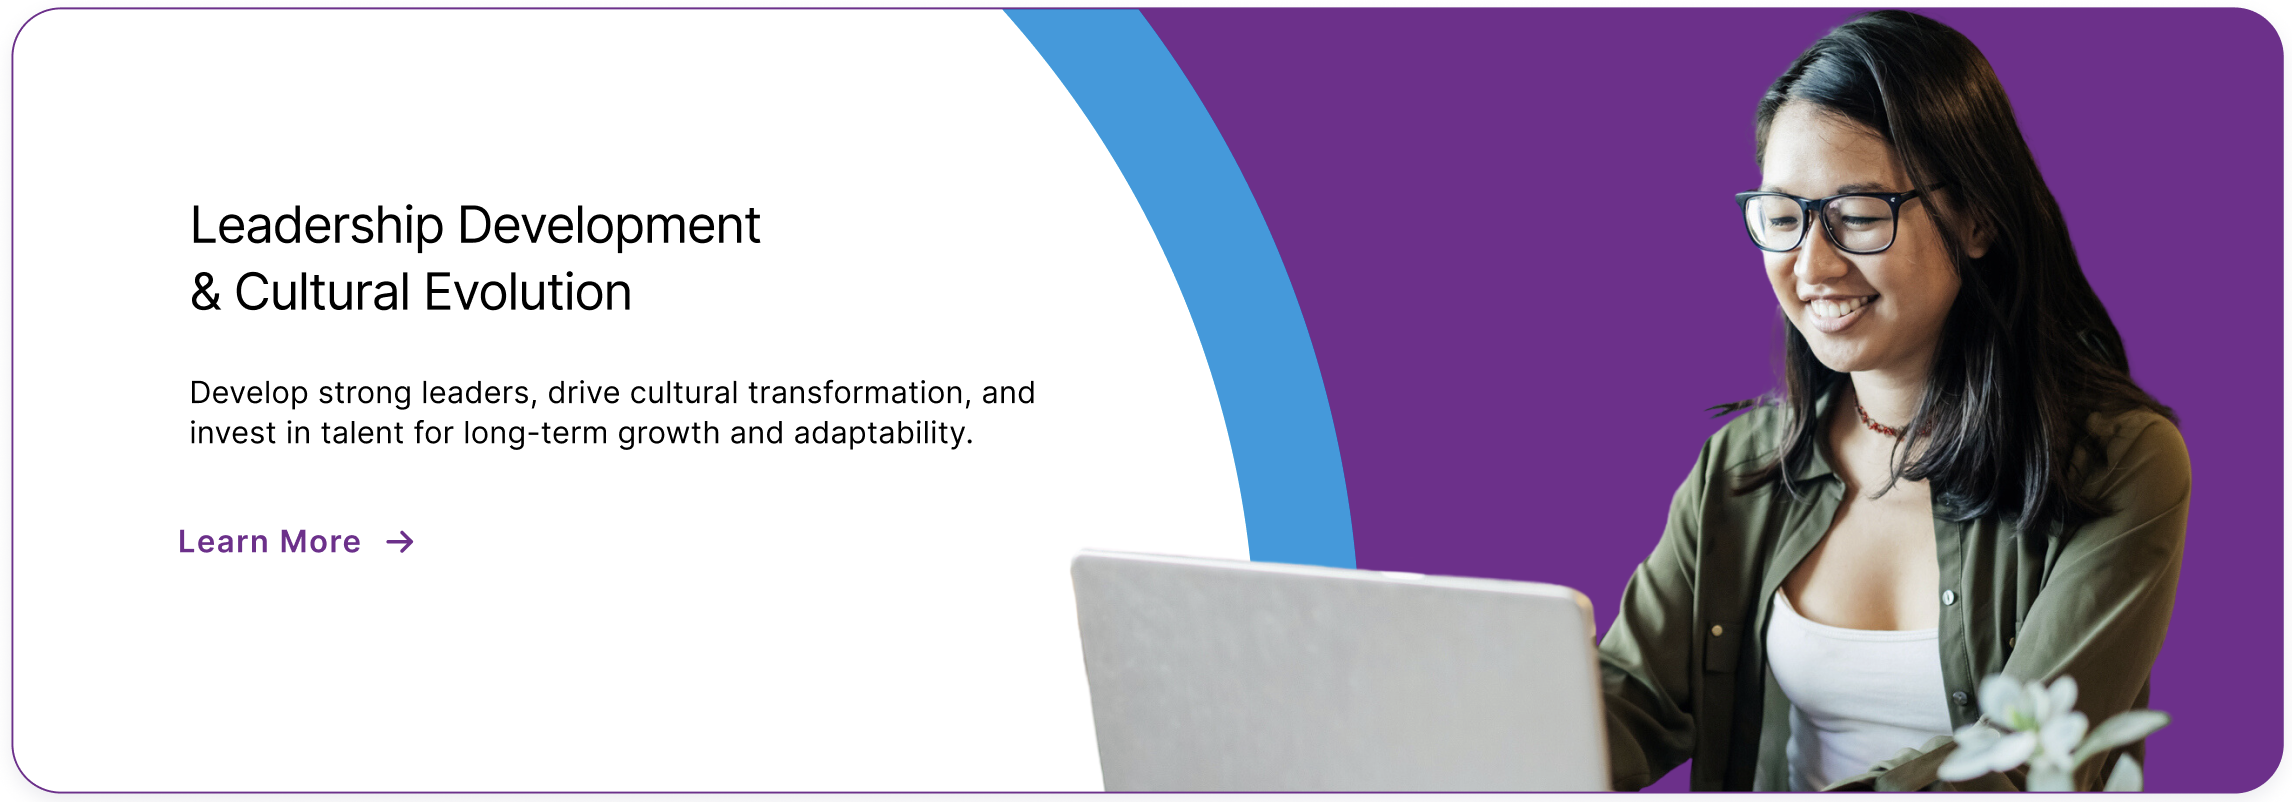 Leadership Development
& Cultural Evolution
Develop strong leaders, drive cultural transformation, and
invest in talent for long-term growth and adaptability.
Learn More →